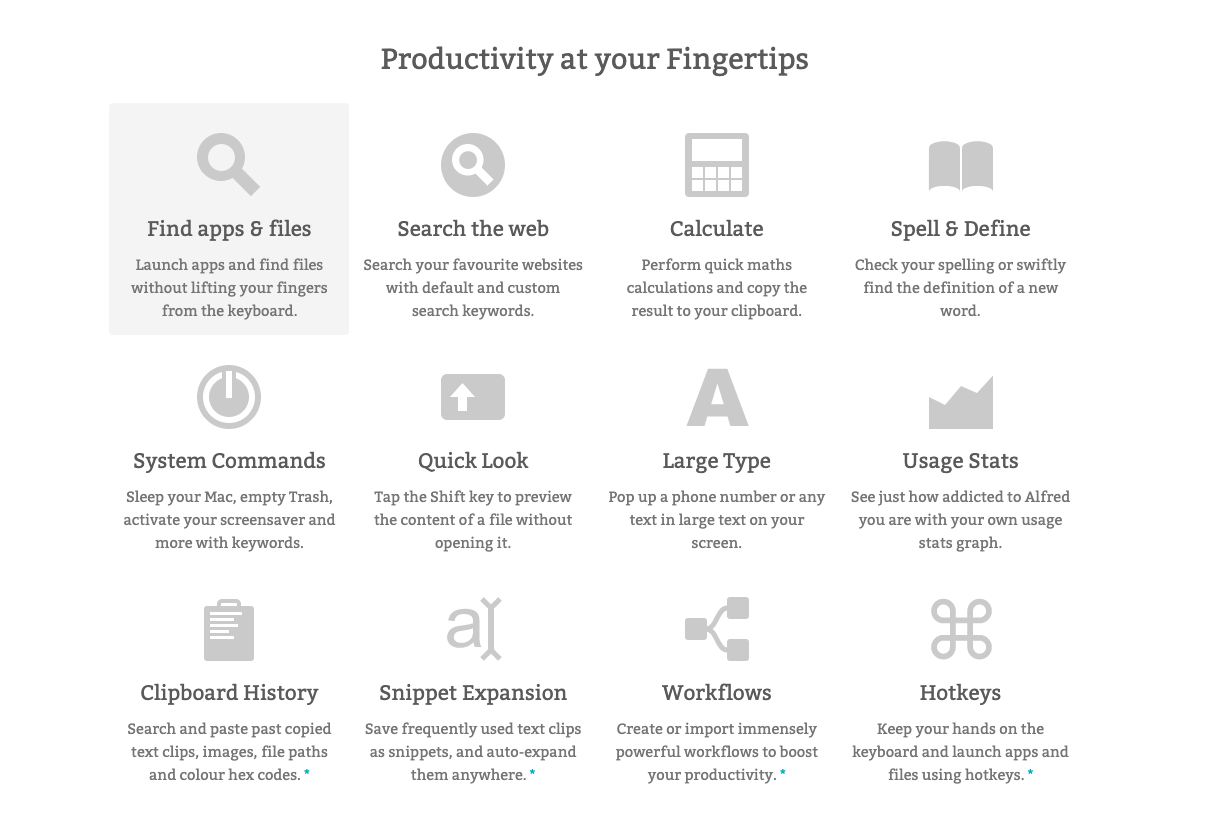 Productivity at your Fingertips
Find apps & files
Launch apps and find files
without lifting your fingers
from the keyboard.
Search the web
Search your favourite websites
with default and custom
search keywords.
Calculate
Perform quick maths
calculations and copy the
result to your clipboard.
Spell & Define
Check your spelling or swiftly
find the definition of a new
word.
System Commands
Sleep your Mac, empty Trash,
activate your screensaver and
more with keywords.
Quick Look
Tap the Shift key to preview
the content of a file without
opening it.
A
Large Type
Pop up a phone number or any
text in large text on your
screen.
Usage Stats
See just how addicted to Alfred
you are with your own usage
stats graph.
Clipboard History
Search and paste past copied
text clips, images, file paths
and colour hex codes. *
a
Snippet Expansion
Save frequently used text clips
as snippets, and auto-expand
them anywhere. *
Workflows
Create or import immensely
powerful workflows to boost
your productivity. *
⌘
Hotkeys
Keep your hands on the
keyboard and launch apps and
files using hotkeys. *